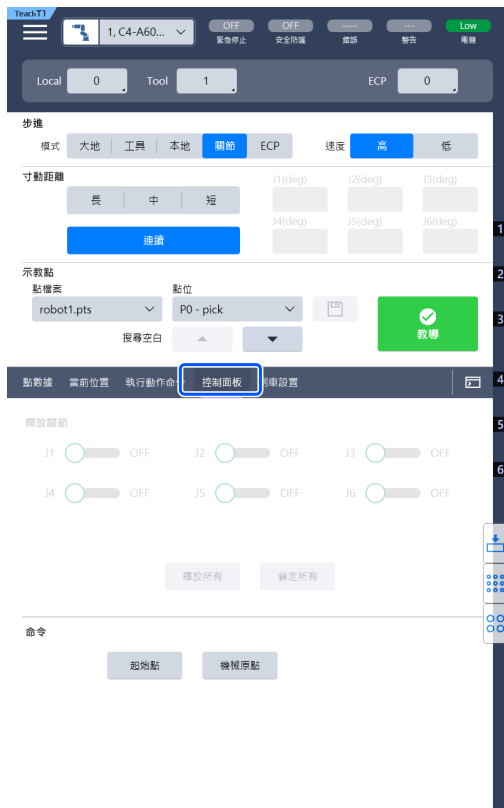 TeachT1
1, C4-A60...
OFF
緊急停止
OFF
安全防護
----
錯誤
---
警告
Low
電機
Local
0
Tool
1
ECP
0
步進
模式
大地
工具
本地
關節
ECP
速度
高
低
寸動距離
長
中
短
連續
J1(deg)
J2(deg)
J3(deg)
J4(deg)
J5(deg)
J6(deg)
示教點
點檔案
點位
robot1.pts
P0 - pick
搜尋空白
教導
點數據
當前位置
執行動作命
控制面板
車設置
釋放關節
J1
OFF
J2
OFF
J3
OFF
J4
OFF
J5
OFF
J6
OFF
釋放所有
鎖定所有
命令
起始點
機械原點
1
2
3
4
5
6